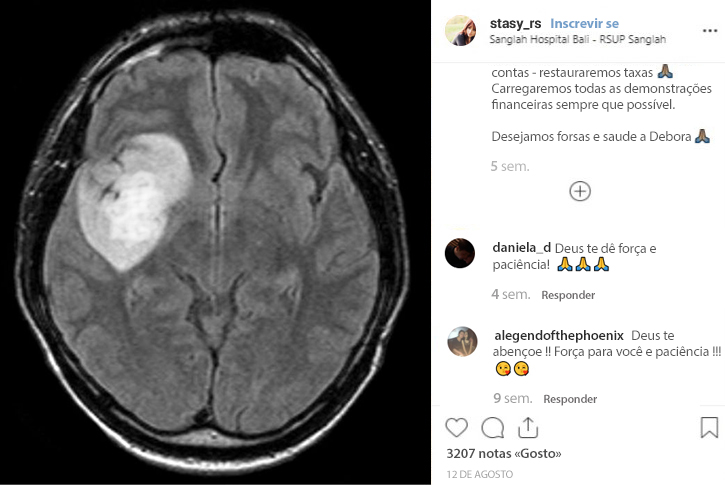 stasy_rs Inscrever se
Sanglah Hospital Bali - RSUP Sanglah
contas - restauraremos taxas 🙏🏾
Carregaremos todas as demonstrações
financeiras sempre que possível.
Desejamos forsas e saude a Debora 🙏🏾
5 sem.
daniela_d Deus te dê força e
paciência! 🙏🙏🙏
4 sem. Responder
alegendofthephoenix Deus te
abençoe !! Força para você e paciência !!!
😘😘
9 sem. Responder
3207 notas «Gosto»
12 DE AGOSTO